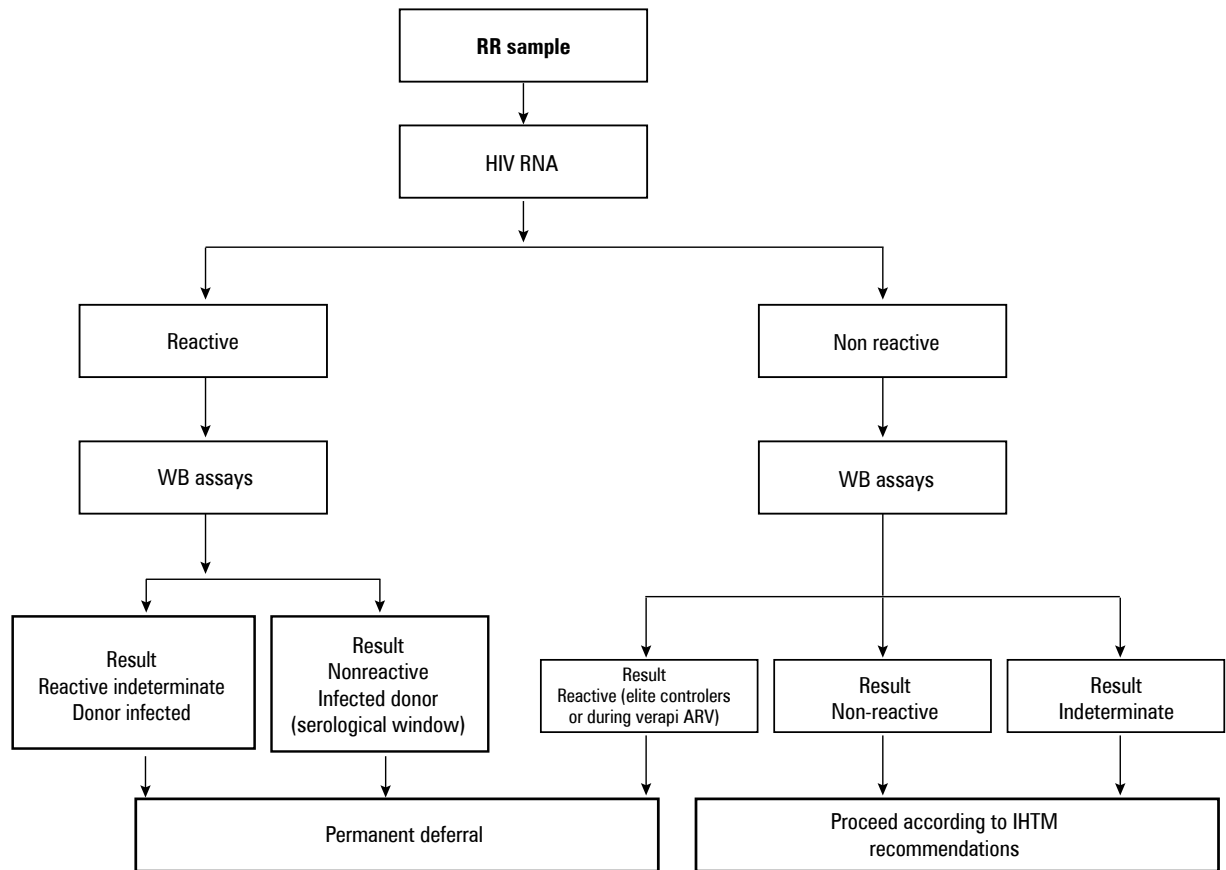 RR sample
HIV RNA
Reactive
Non reactive
WB assays
WB assays
Result
Reactive indeterminate
Donor infected
Result
Nonreactive
Infected donor
(serological window)
Result
Reactive (elite controlers
or during verapi ARV)
Result
Non-reactive
Result
Indeterminate
Permanent deferral
Proceed according to IHTM
recommendations